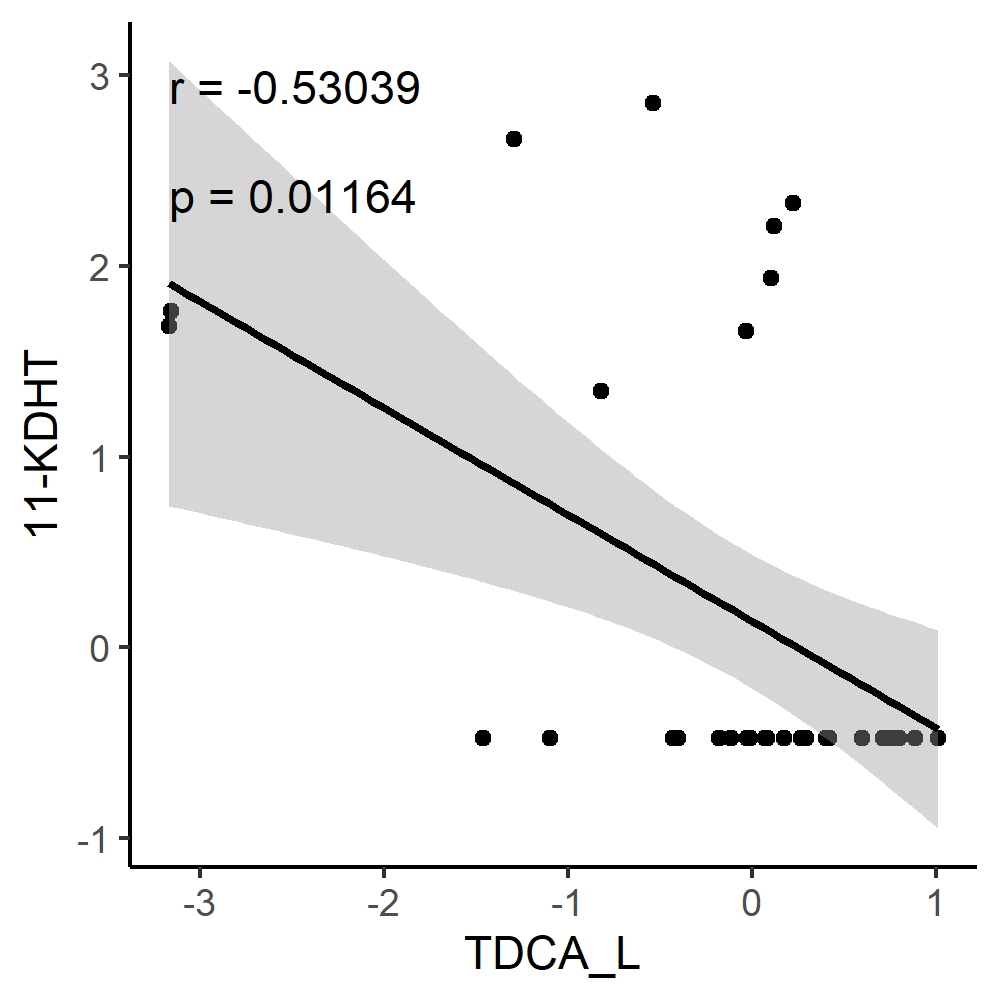 r = -0.53039
p = 0.01164
11-KDHT
3
2
1
0
-1
-3
-2
-1
0
1
TDCA_L